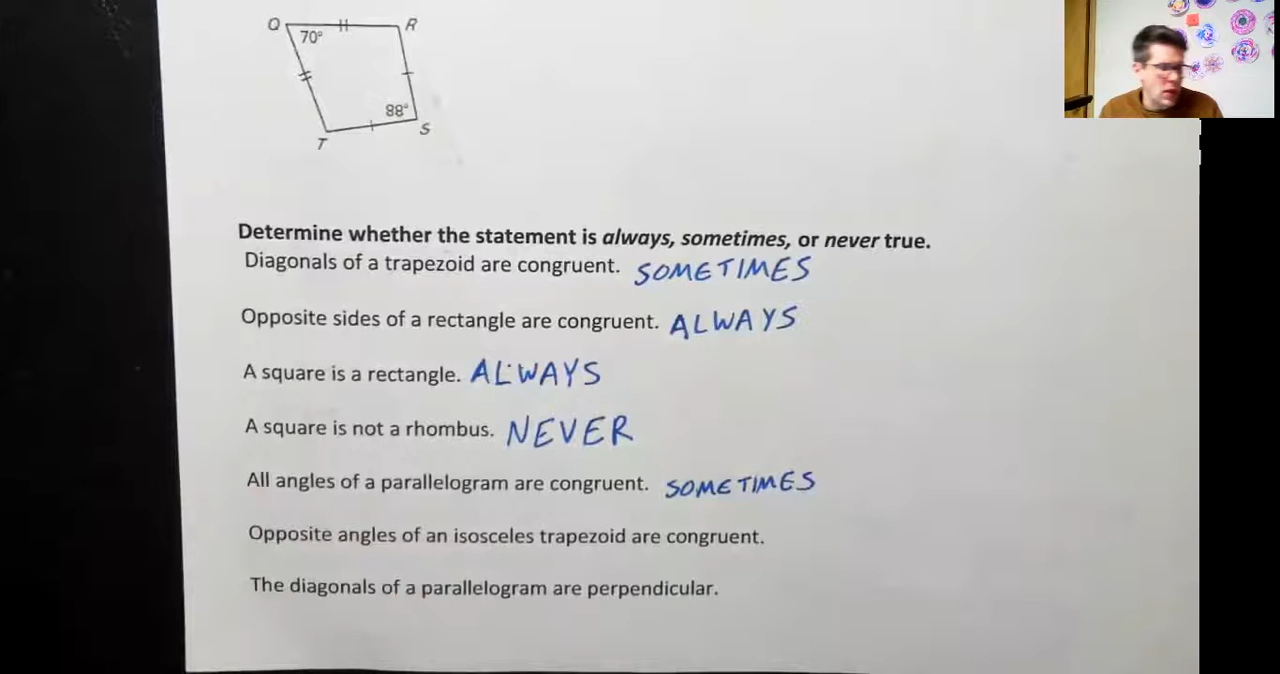 Q R
70°
88°
S
T
Determine whether the statement is always, sometimes, or never true.
Diagonals of a trapezoid are congruent. SOMETIMES
Opposite sides of a rectangle are congruent. ALWAYS
A square is a rectangle. ALWAYS
A square is not a rhombus. NEVER
All angles of a parallelogram are congruent. SOMETIMES
Opposite angles of an isosceles trapezoid are congruent.
The diagonals of a parallelogram are perpendicular.